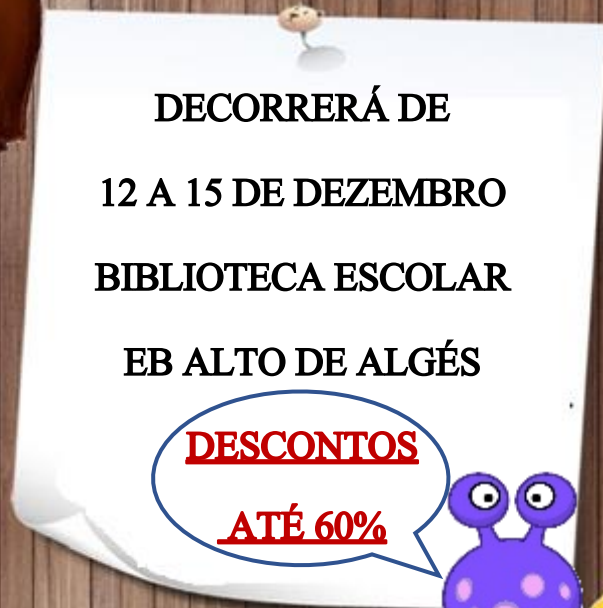 DECORRERÁ DE
12 A 15 DE DEZEMBRO
BIBLIOTECA ESCOLAR
EB ALTO DE ALGÉS
DESCONTOS
ATÉ 60%